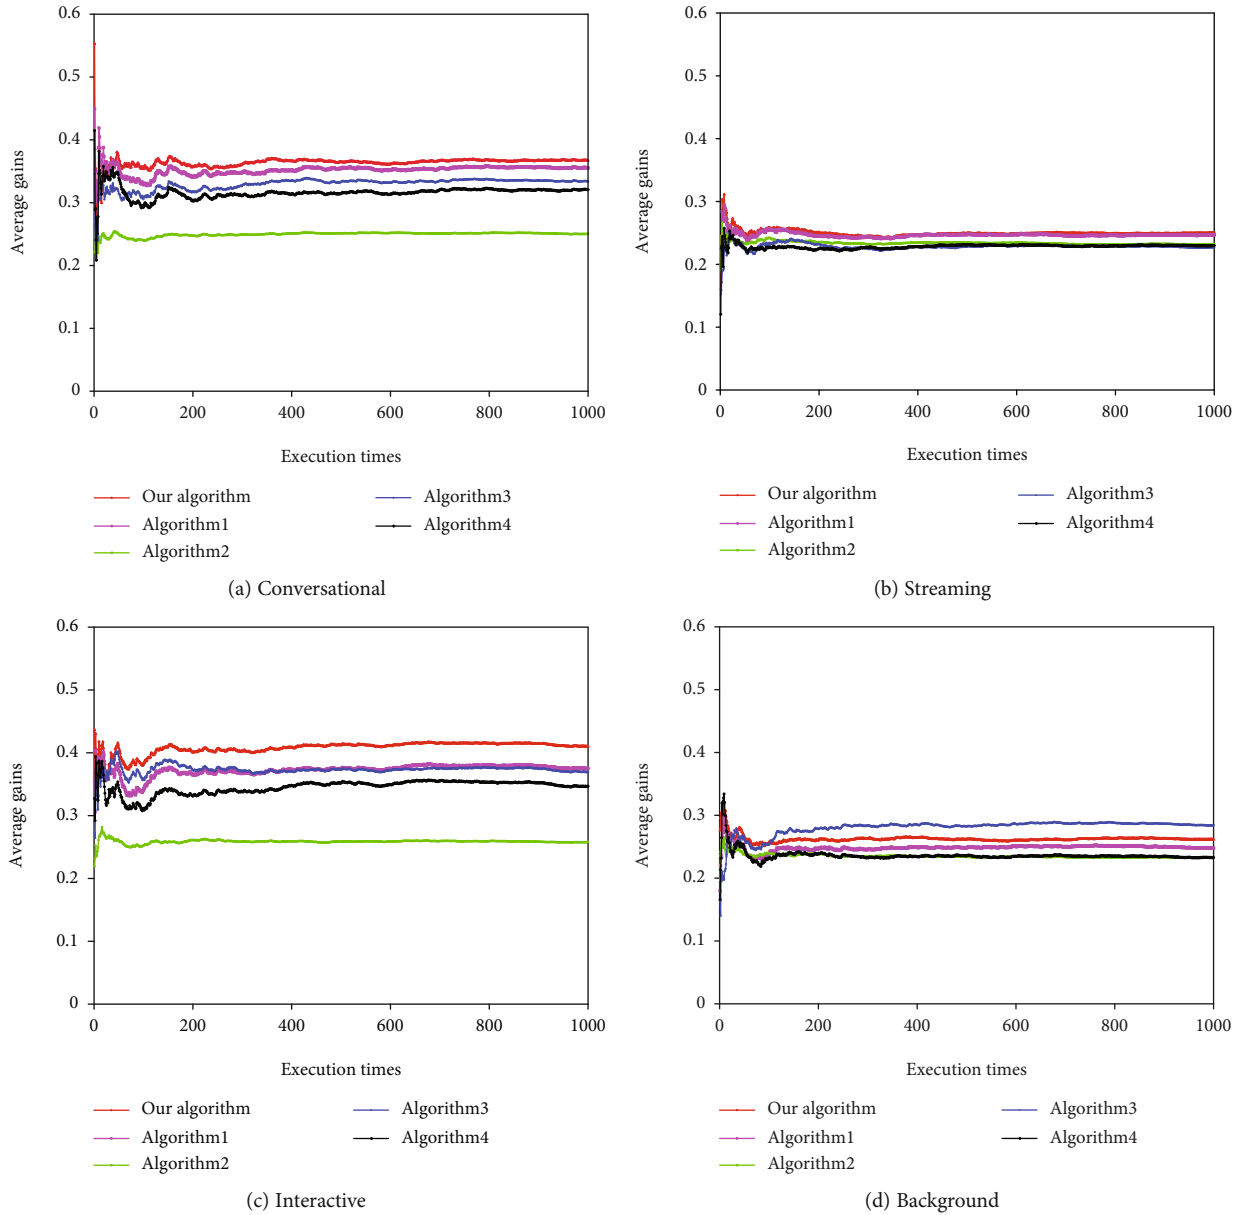 0.6
0.5
0.4
0.3
0.2
0.1
0
Average gains
0 200 400 600 800 1000
Execution times
Our algorithm
Algorithm1
Algorithm2
Algorithm3
Algorithm4
(a) Conversational
0.6
0.5
0.4
0.3
0.2
0.1
0
Average gains
0 200 400 600 800 1000
Execution times
Our algorithm
Algorithm1
Algorithm2
Algorithm3
Algorithm4
(b) Streaming
0.6
0.5
0.4
0.3
0.2
0.1
0
Average gains
0 200 400 600 800 1000
Execution times
Our algorithm
Algorithm1
Algorithm2
Algorithm3
Algorithm4
(c) Interactive
0.6
0.5
0.4
0.3
0.2
0.1
0
Average gains
0 200 400 600 800 1000
Execution times
Our algorithm
Algorithm1
Algorithm2
Algorithm3
Algorithm4
(d) Background